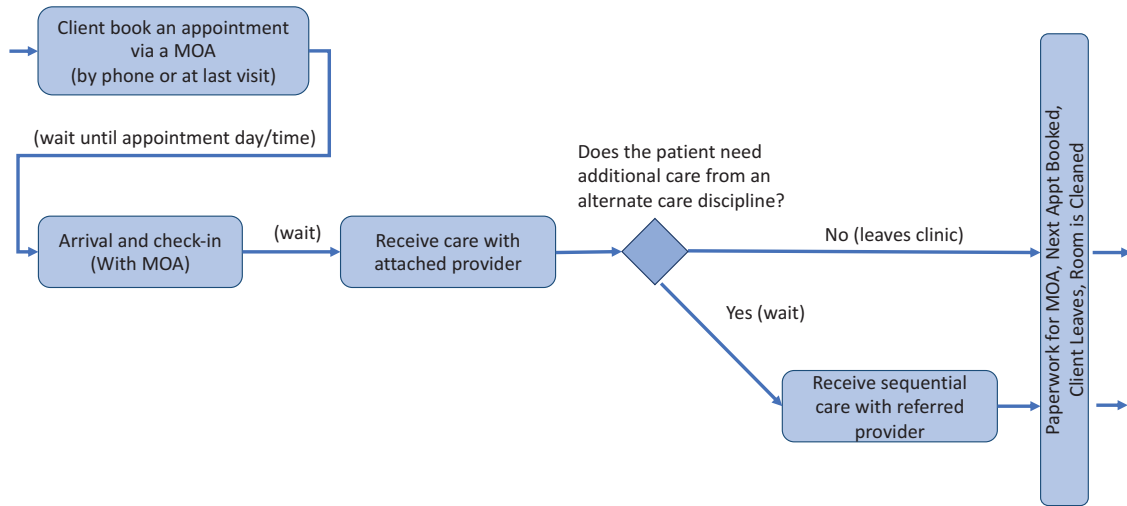 Client book an appointment
via a MOA
(by phone or at last visit)
(wait until appointment day/time)
Does the patient need
additional care from an
alternate care discipline?
Arrival and check-in
(With MOA)
(wait)
Receive care with
attached provider
No (leaves clinic)
Yes (wait)
Receive sequential
care with referred
provider
Paperwork for MOA, Next Appt Booked,
Client Leaves, Room is Cleaned